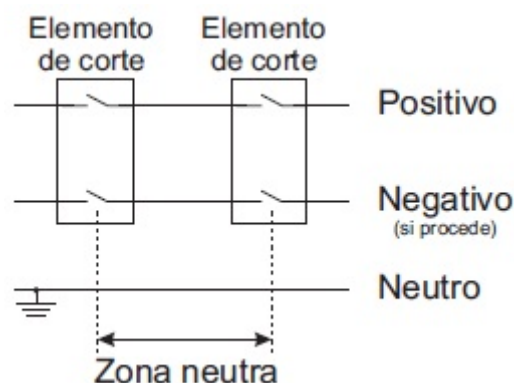 Elemento
de corte
Elemento
de corte
Positivo
Negativo
(si procede)
Neutro
Zona neutra